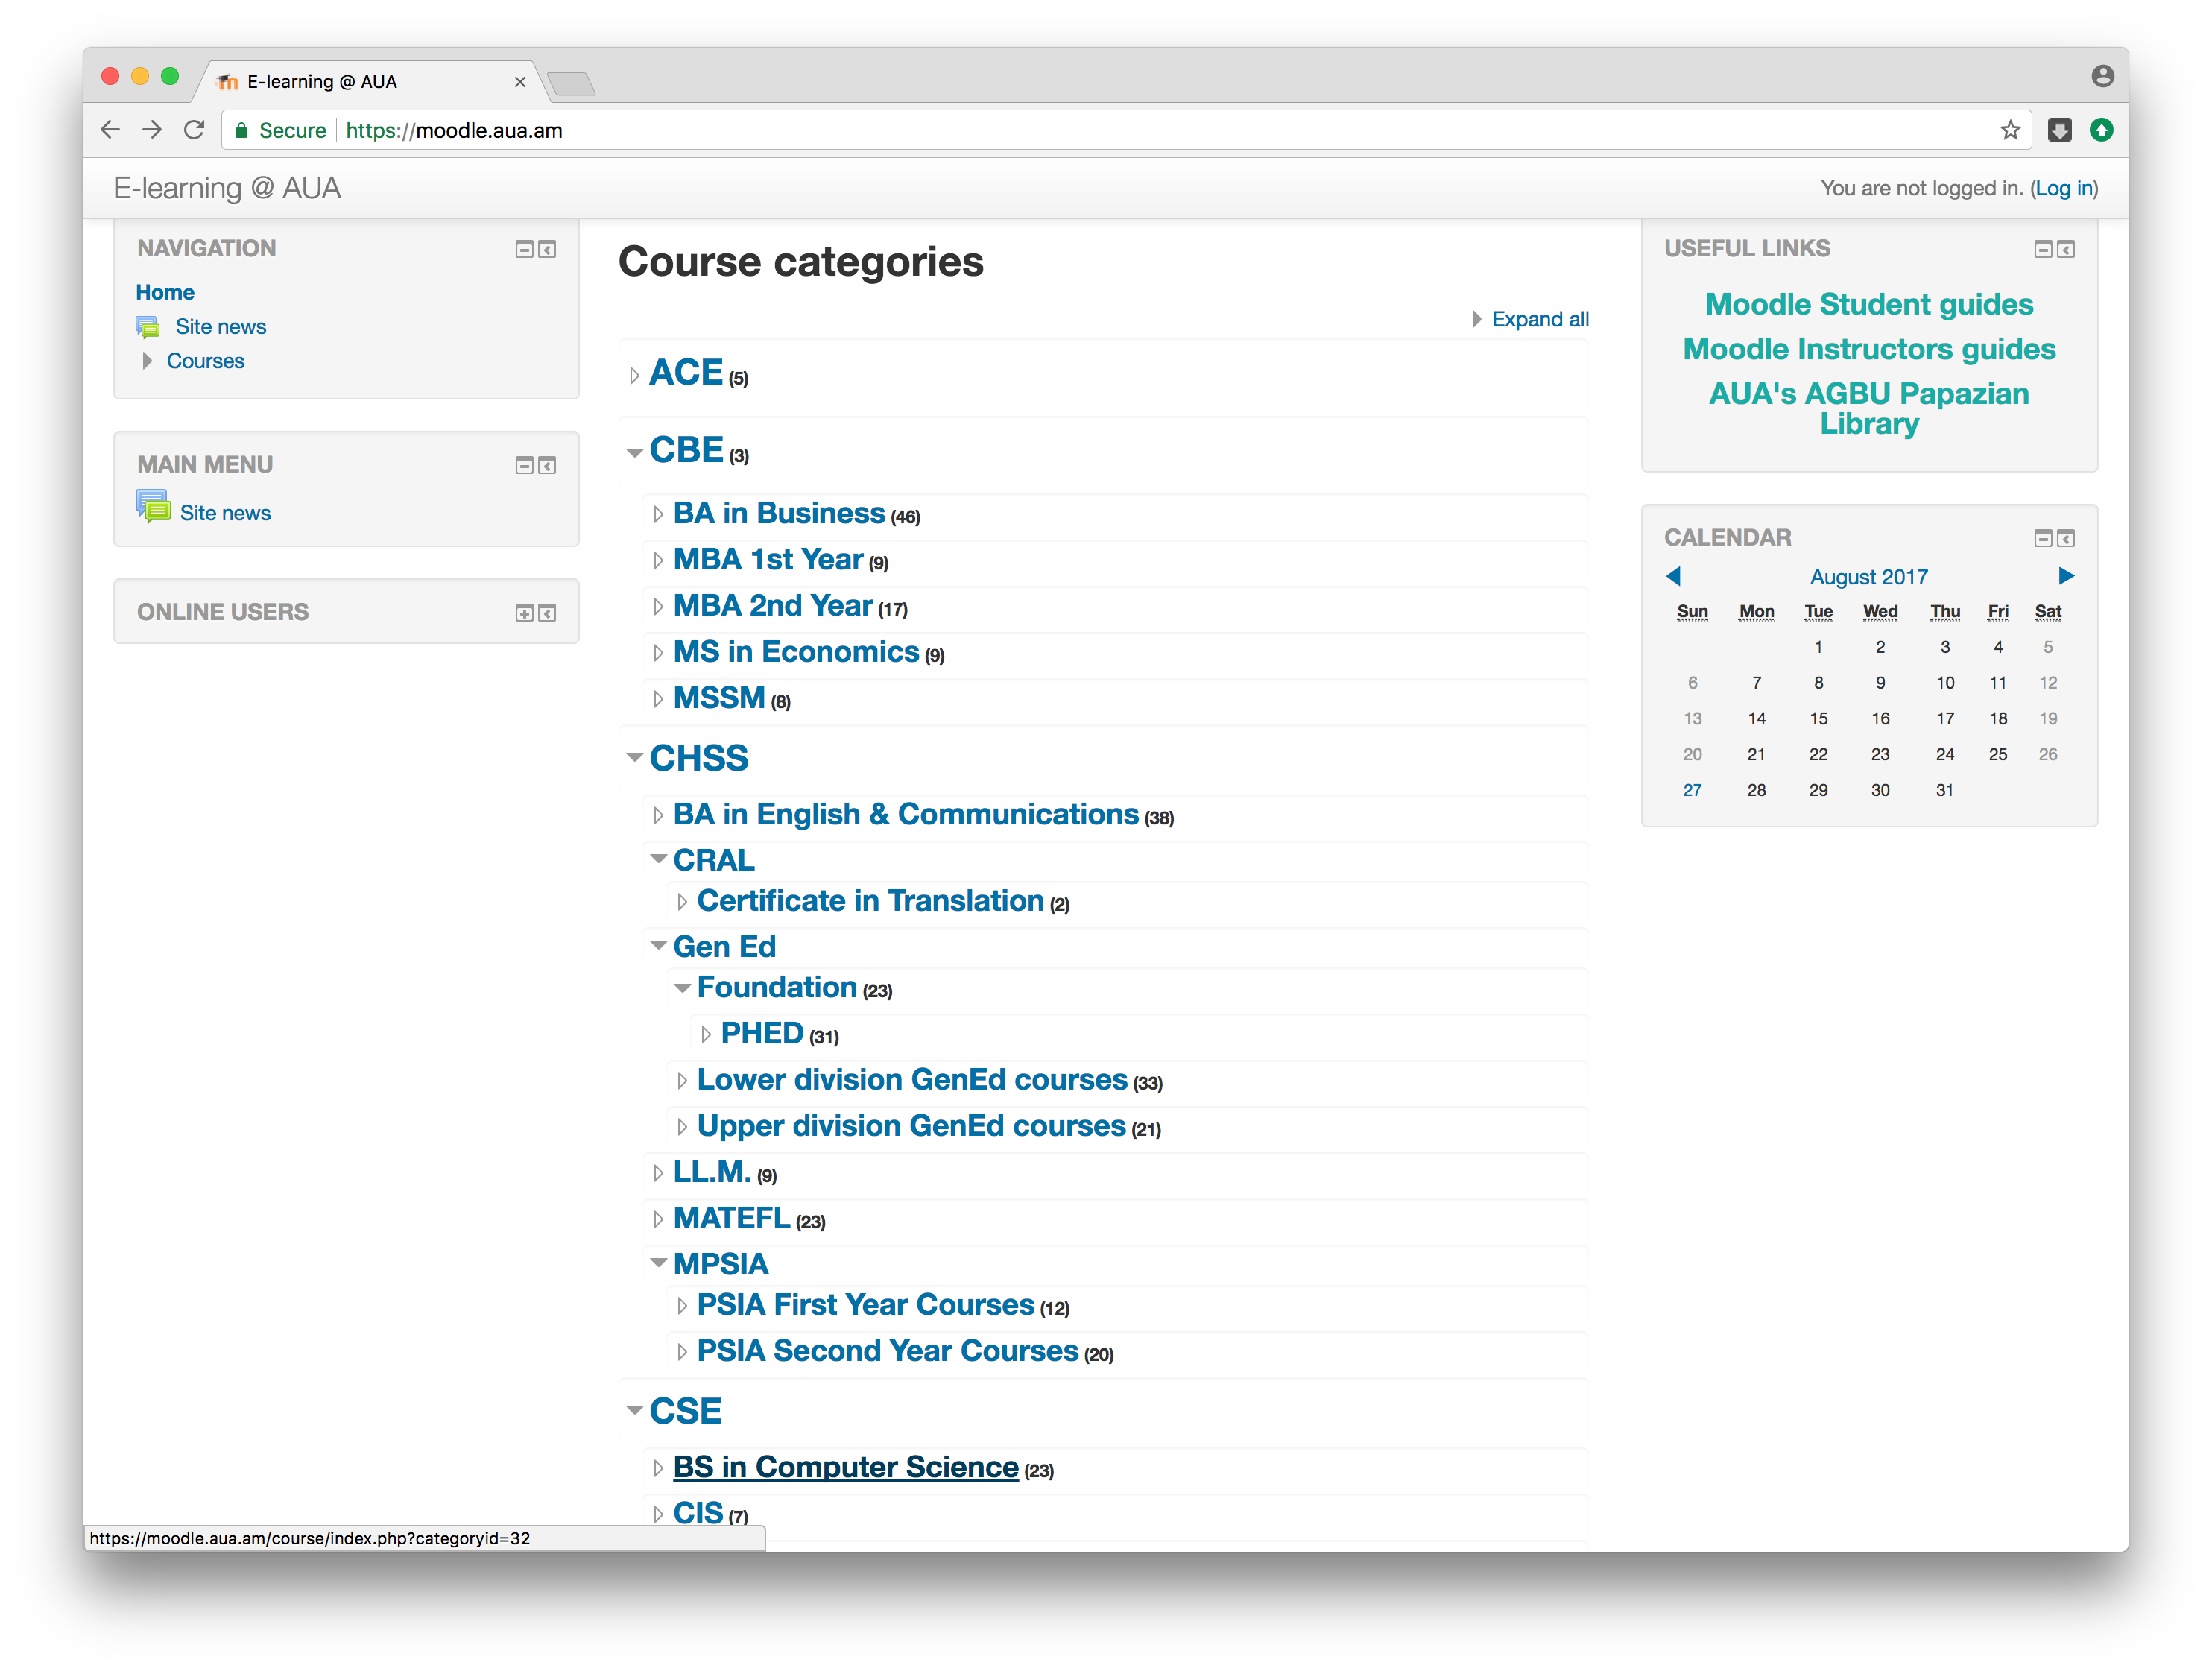 E-learning @ AUA
Secure https://moodle.aua.am
E-learning @ AUA
You are not logged in. (Log in)
NAVIGATION
Home
Site news
Courses
MAIN MENU
Site news
ONLINE USERS
Course categories
Expand all
ACE (5)
CBE (3)
BA in Business (46)
MBA 1st Year (9)
MBA 2nd Year (17)
MS in Economics (9)
MSSM (8)
CHSS
BA in English & Communications (38)
CRAL
Certificate in Translation (2)
Gen Ed
Foundation (23)
PHED (31)
Lower division GenEd courses (33)
Upper division GenEd courses (21)
LL.M. (9)
MATEFL (23)
MPSIA
PSIA First Year Courses (12)
PSIA Second Year Courses (20)
CSE
BS in Computer Science (23)
CIS (7)
USEFUL LINKS
Moodle Student guides
Moodle Instructors guides
AUA's AGBU Papazian
Library
CALENDAR
August 2017
Sun Mon Tue Wed Thu Fri Sat
1 2 3 4 5
6 7 8 9 10 11 12
13 14 15 16 17 18 19
20 21 22 23 24 25 26
27 28 29 30 31
https://moodle.aua.am/course/index.php?categoryid=32